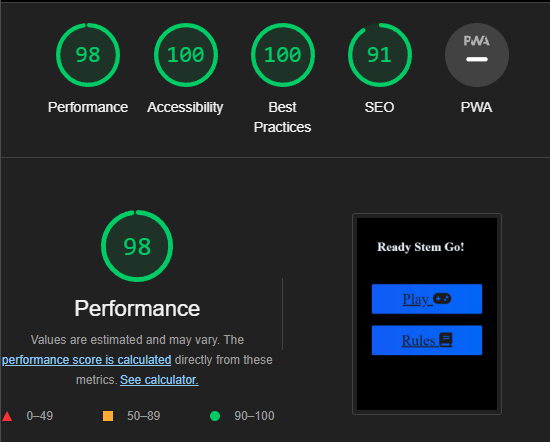 98
100
100
91
PWA
Performance
Accessibility
Best
Practices
SEO
PWA
98
Performance
Values are estimated and may vary. The
performance score is calculated directly from these
metrics. See calculator.
0–49
50–89
90–100
Ready Stem Go!
Play
Rules